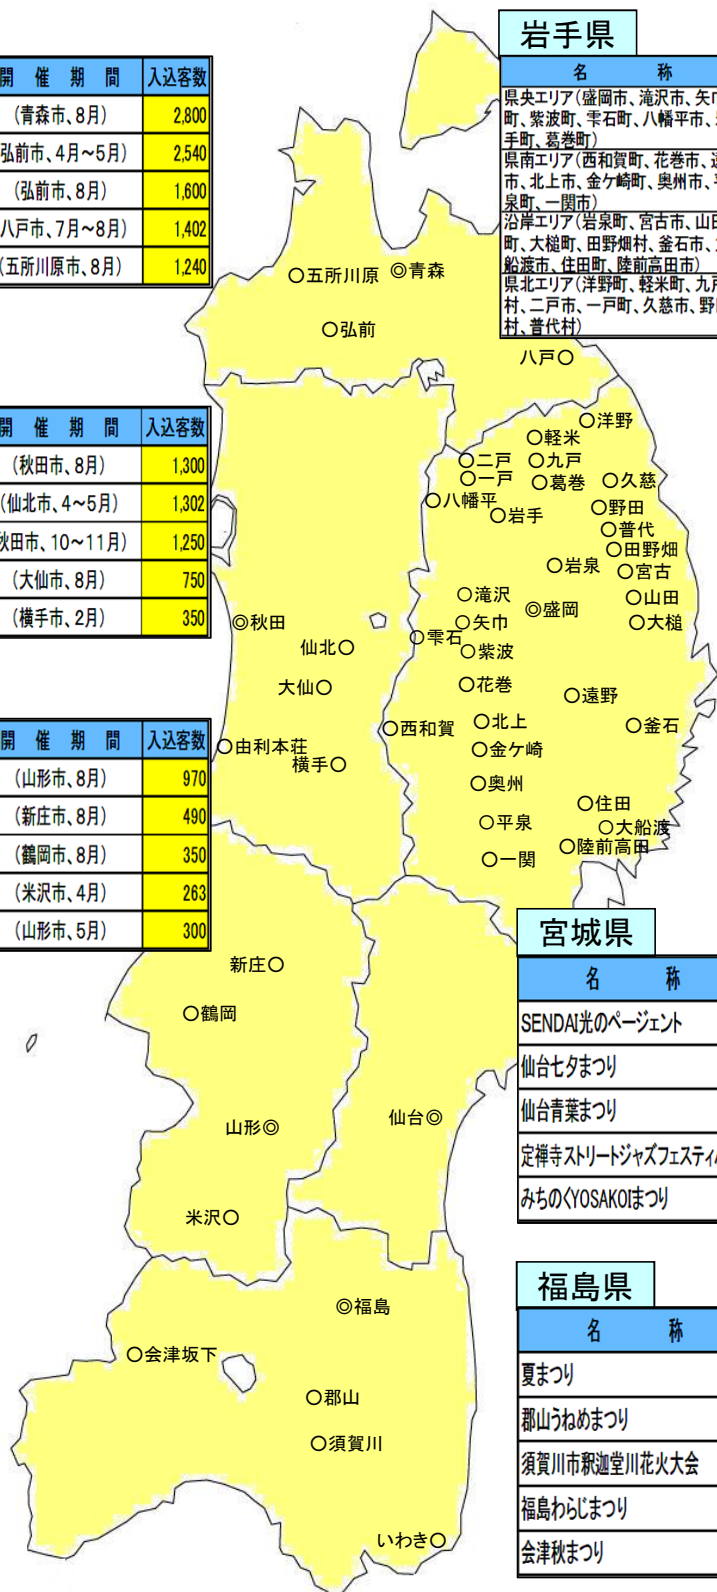 開催期間 入込客数
(青森市、8月) 2,800
弘前市、4月～5月) 2,540
(弘前市、8月) 1,600
八戸市、7月～8月) 1,402
(五所川原市、8月) 1,240
開催期間 入込客数
(秋田市、8月) 1,300
(仙北市、4～5月) 1,302
秋田市、10～11月) 1,250
(大仙市、8月) 750
(横手市、2月) 350
開催期間 入込客数
(山形市、8月) 970
(新庄市、8月) 490
(鶴岡市、8月) 350
(米沢市、4月) 263
(山形市、5月) 300
岩手県
名称
県央エリア(盛岡市、滝沢市、矢巾
町、紫波町、雫石町、八幡平市、
手町、葛巻町)
県南エリア(西和賀町、花巻市、遠
市、北上市、金ケ崎町、奥州市、平
泉町、一関市)
沿岸エリア(岩泉町、宮古市、山田
町、大槌町、田野畑村、釜石市、
船渡市、住田町、陸前高田市)
県北エリア(洋野町、軽米町、九戸
村、二戸市、一戸町、久慈市、野田
村、普代村)
○五所川原 ◎青森
○弘前
八戸○
○洋野
○軽米
○二戸 ○九戸
○一戸 ○葛巻 ○久慈
○八幡平
○岩手 ○野田
○普代
○田野畑
○岩泉 ○宮古
○滝沢 ○山田
◎盛岡
◎秋田 ○矢巾 ○大槌
○雫石
仙北○ ○紫波
大仙○ ○花巻 ○遠野
○西和賀 ○北上 ○釜石
○由利本荘 ○金ケ崎
横手○
○奥州
○住田
○平泉 ○大船渡
○陸前高田
○一関
新庄○
○鶴岡
山形◎ 仙台◎
米沢○
◎福島
○会津坂下
○郡山
○須賀川
いわき○
宮城県
名称
SENDAI光のページェント
仙台七夕まつり
仙台青葉まつり
定禅寺ストリートジャズフェスティ
みちのくYOSAKOIまつり
福島県
名称
夏まつり
郡山うねめまつり
須賀川市釈迦堂川花火大会
福島わらじまつり
会津秋まつり